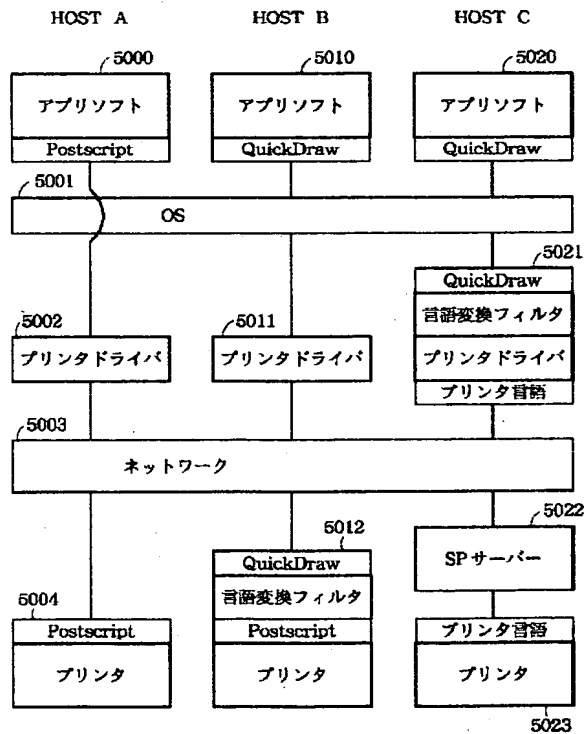 HOST A
HOST B
HOST C
5000
5010
5020
アプリソフト
アプリソフト
アプリソフト
Postscript
QuickDraw
QuickDraw
5001
OS
5021
QuickDraw
言語変換フィルタ
プリンタドライバ
プリンタ言語
5002
プリンタドライバ
5011
プリンタドライバ
5003
ネットワーク
5022
SPサーバー
5012
QuickDraw
言語変換フィルタ
Postscript
プリンタ
5004
Postscript
プリンタ
プリンタ言語
プリンタ
5023